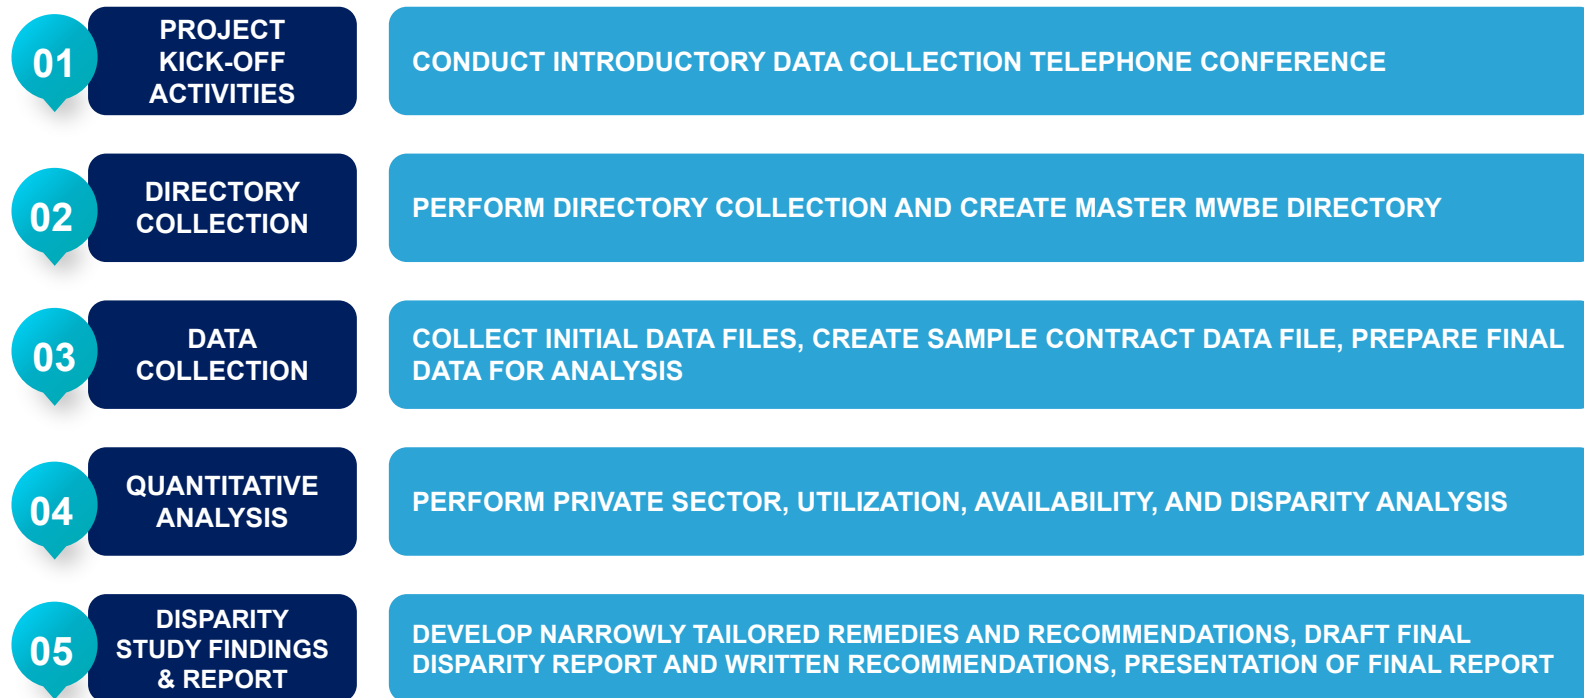 01
PROJECT
KICK-OFF
ACTIVITIES
CONDUCT INTRODUCTORY DATA COLLECTION TELEPHONE CONFERENCE
02
DIRECTORY
COLLECTION
PERFORM DIRECTORY COLLECTION AND CREATE MASTER MWBE DIRECTORY
03
DATA
COLLECTION
COLLECT INITIAL DATA FILES, CREATE SAMPLE CONTRACT DATA FILE, PREPARE FINAL
DATA FOR ANALYSIS
04
QUANTITATIVE
ANALYSIS
PERFORM PRIVATE SECTOR, UTILIZATION, AVAILABILITY, AND DISPARITY ANALYSIS
05
DISPARITY
STUDY FINDINGS
& REPORT
DEVELOP NARROWLY TAILORED REMEDIES AND RECOMMENDATIONS, DRAFT FINAL
DISPARITY REPORT AND WRITTEN RECOMMENDATIONS, PRESENTATION OF FINAL REPORT